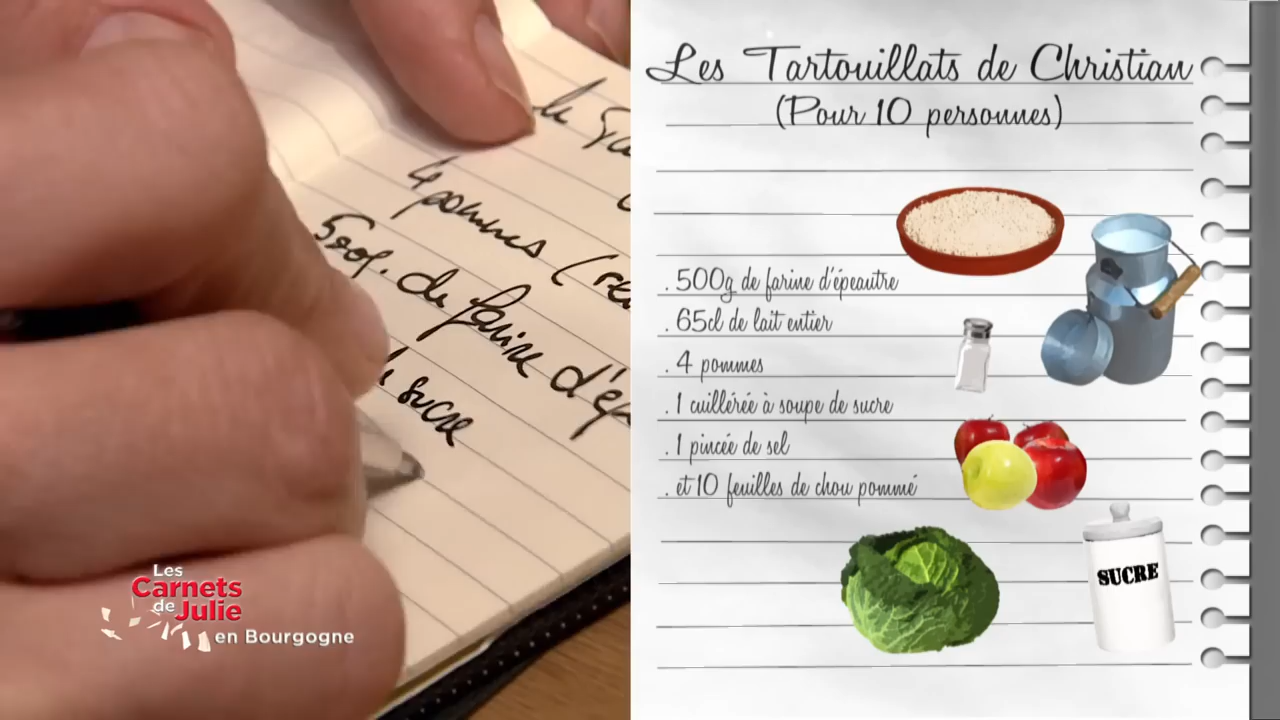 4 pommes
500g. de farine d'ép
sucre
Les
Carnets
de Julie
en Bourgogne
Les Tartouillats de Christian
(Pour 10 personnes)
. 500g de farine d'épeautre
. 65cl de lait entier
. 4 pommes
. 1 cuillérée à soupe de sucre
. 1 pincée de sel
. et 10 feuilles de chou pommé
SUCRE